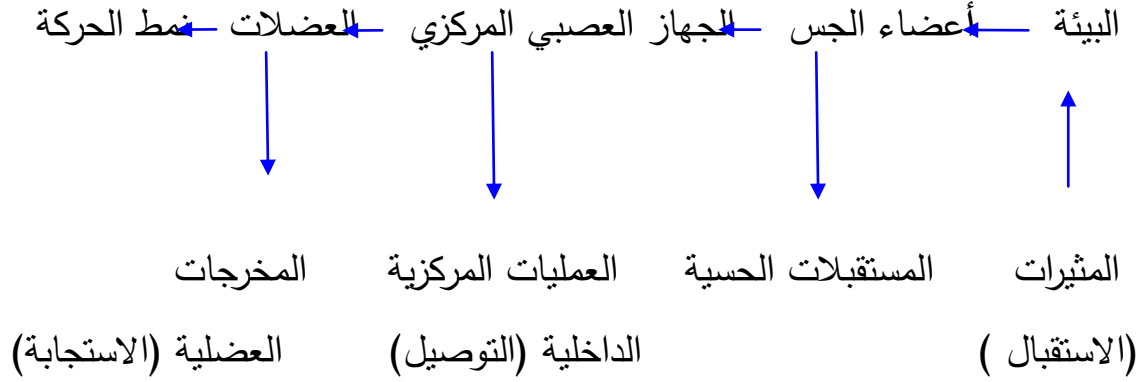 البيئة أعضاء الجس الجهاز العصبي المركزي العضلات نمط الحركة
المثيرات المستقبلات الحسية العمليات المركزية المخرجات
(الاستقبال ) الداخلية (التوصيل) العضلية (الاستجابة)